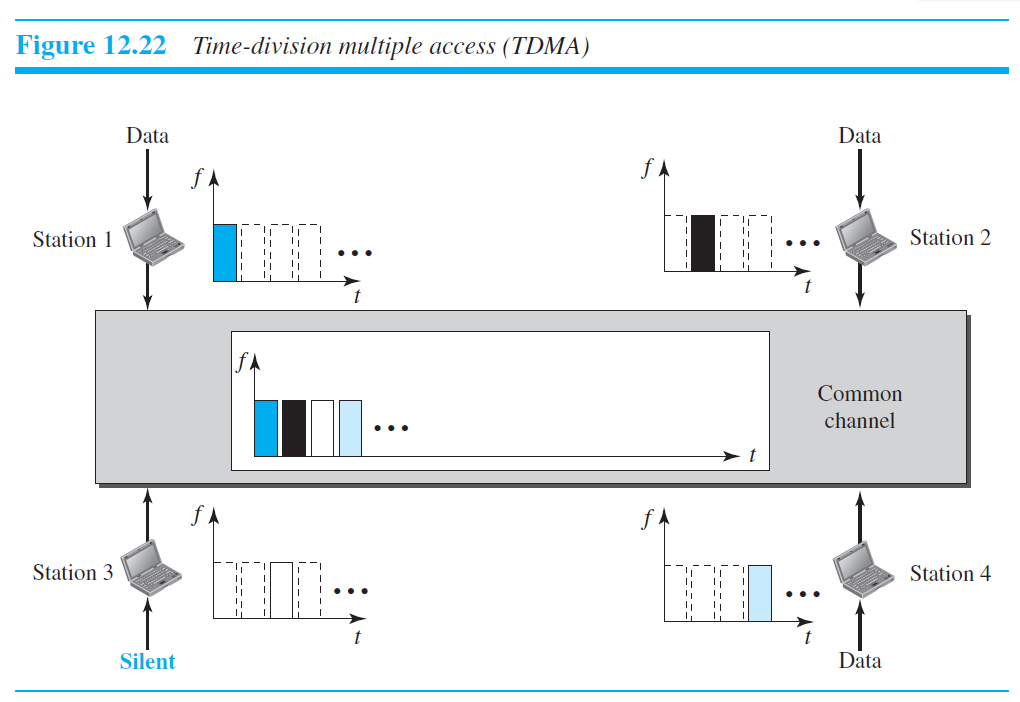 Figure 12.22 Time-division multiple access (TDMA)
Data
Data
f
f
Station 1
Station 2
•••
•••
t
t
f
Common
channel
•••
t
f
f
Station 3
Station 4
•••
•••
t
t
Silent
Data